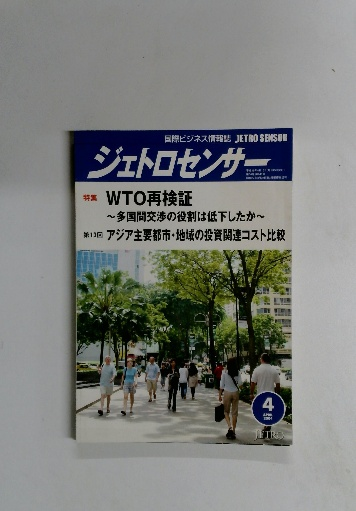 国際ビジネス情報誌 JETRO SENSOR
ジェトロセンサー
特集 WTO再検証
〜多国間交渉の役割は低下したか〜
第13回 アジア主要都市・地域の投資関連コスト比較
4
APRIL
2004
JETRO